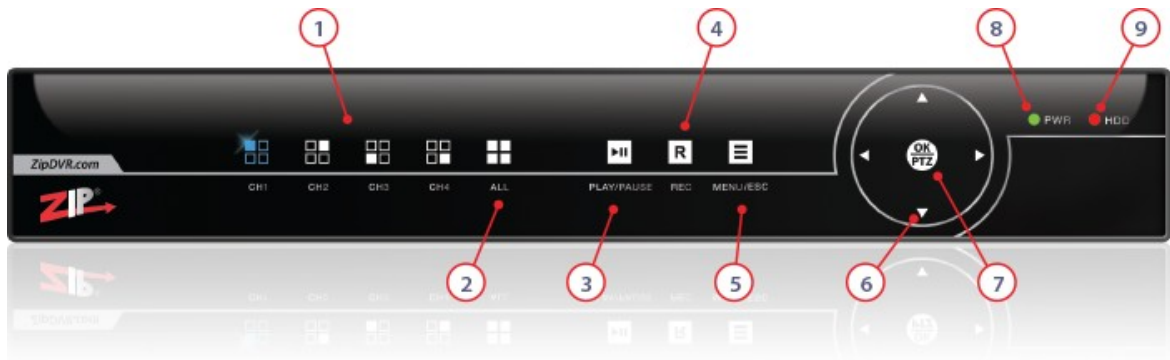 1
4
8
9
PWR
HDD
R
OK
PTZ
ZipDVR.com
CH1
CH2
CH3
CH4
ALL
PLAY/PAUSE
REC
MENU/ESC
ZIP®
2
3
5
6
7